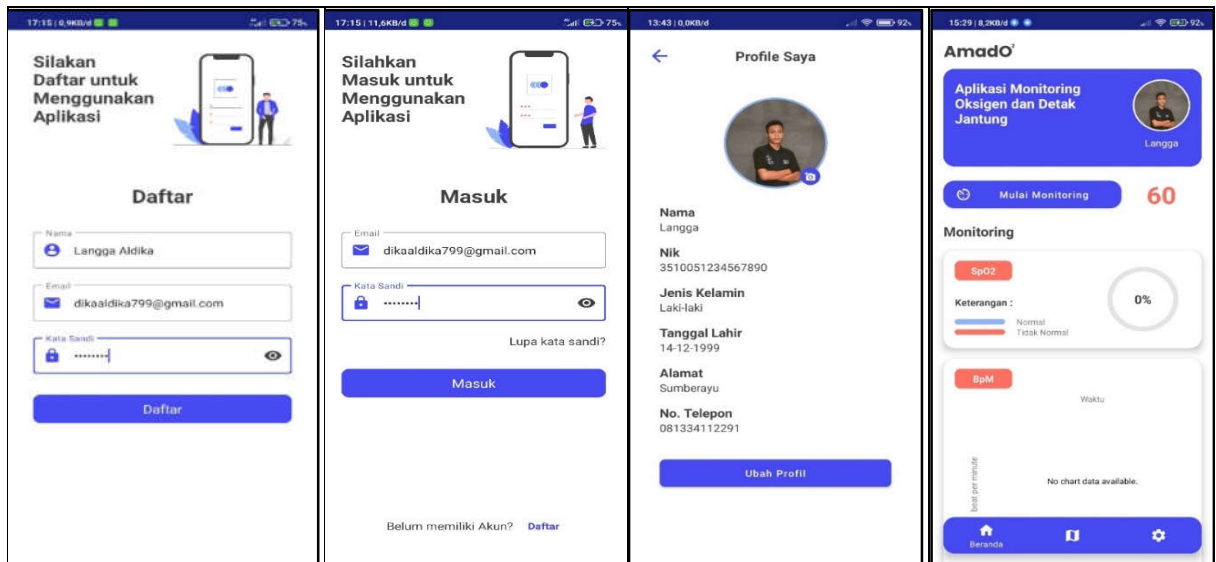 17:15 | 0,9KB/d
75%
Silakan
Daftar untuk
Menggunakan
Aplikasi
Daftar
Nama
Langga Aldika
Email
dikaaldika799@gmail.com
Kata Sandi
Daftar
17:15 | 11,6KB/d
75%
Silahkan
Masuk untuk
Menggunakan
Aplikasi
Masuk
Email
dikaaldika799@gmail.com
Kata Sandi
Lupa kata sandi?
Masuk
Belum memiliki Akun? Daftar
13:43 | 0,0KB/d
92%
Profile Saya
Nama
Langga
Nik
3510051234567890
Jenis Kelamin
Laki-laki
Tanggal Lahir
14-12-1999
Alamat
Sumberayu
No. Telepon
081334112291
Ubah Profil
15:29 | 8,2KB/d
92%
AmadO²
Aplikasi Monitoring
Oksigen dan Detak
Jantung
Langga
Mulai Monitoring
60
Monitoring
SpO2
Keterangan :
Normal
Tidak Normal
0%
BpM
Waktu
beat per minute
No chart data available.
Beranda